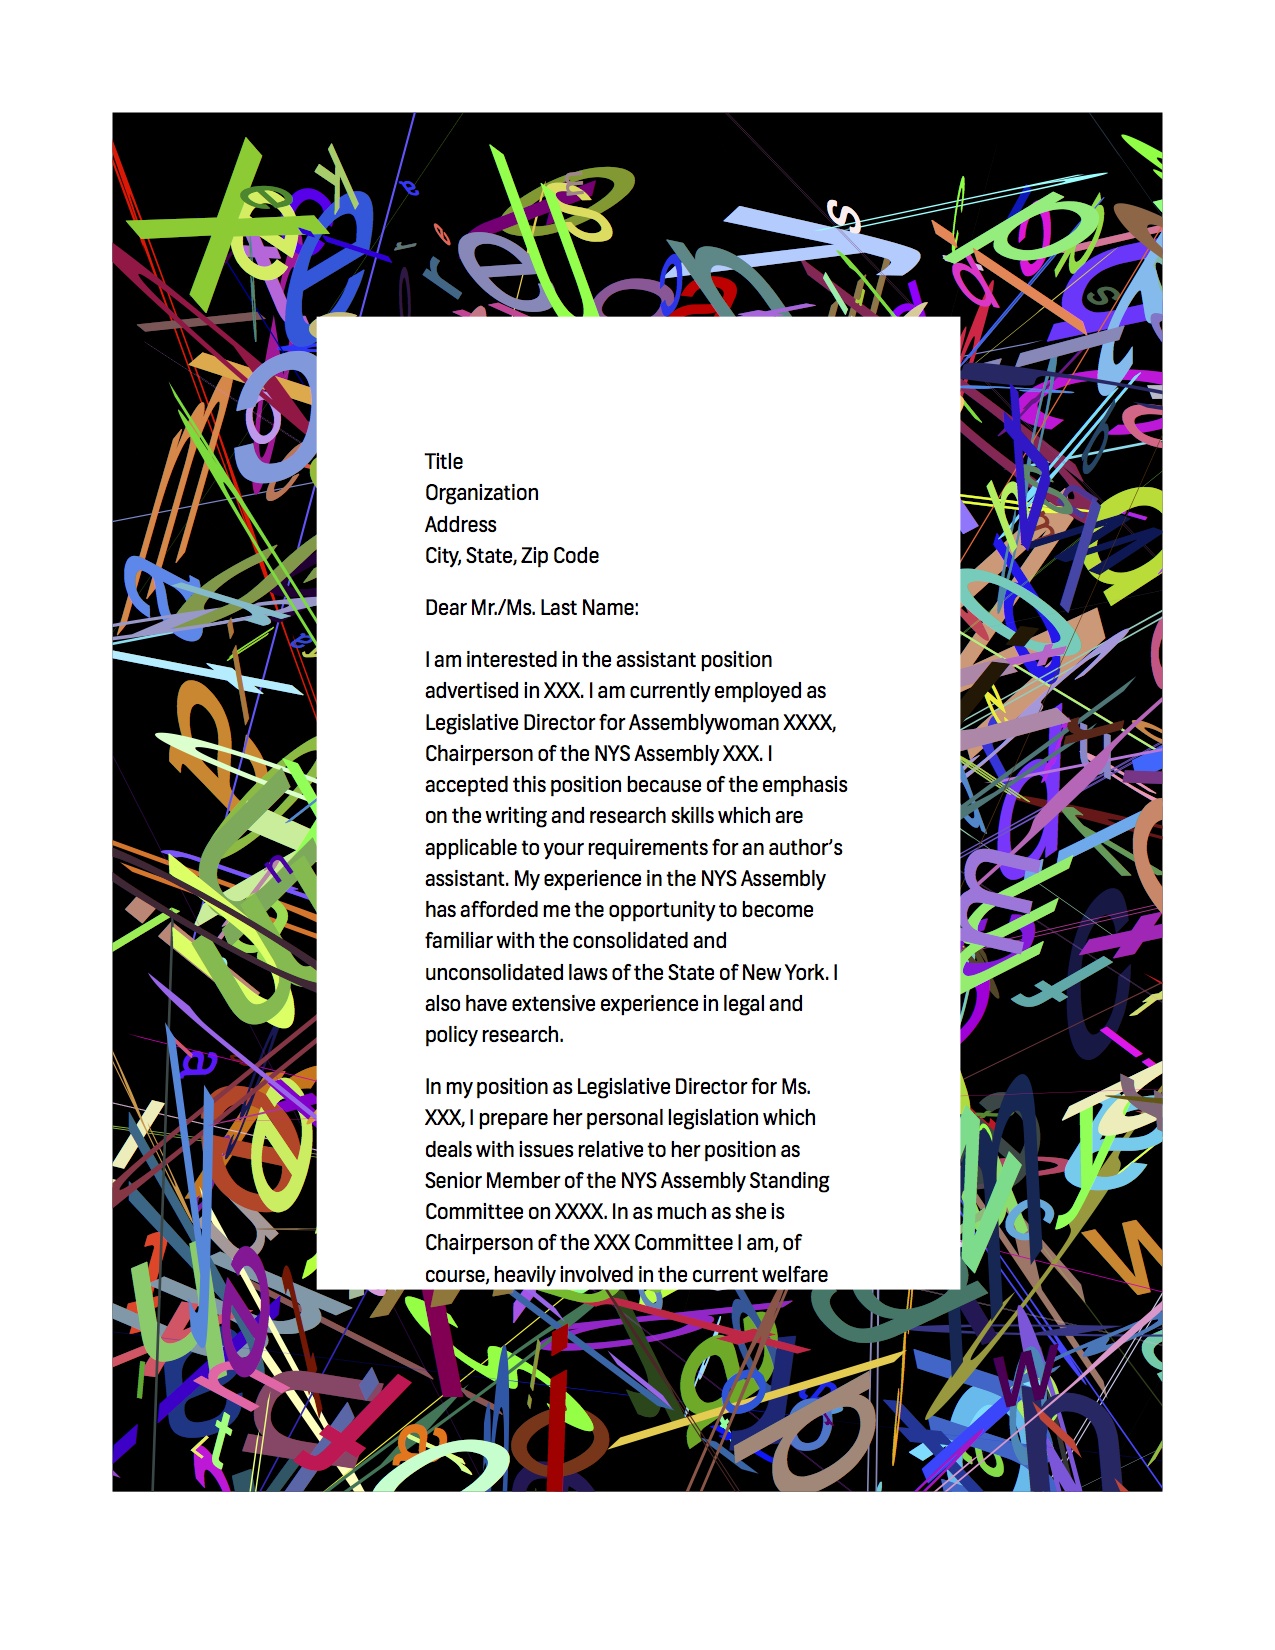 Title
Organization
Address
City, State, Zip Code
Dear Mr./Ms. Last Name:
I am interested in the assistant position
advertised in XXX. I am currently employed as
Legislative Director for Assemblywoman XXXX,
Chairperson of the NYS Assembly XXX. I
accepted this position because of the emphasis
on the writing and research skills which are
applicable to your requirements for an author’s
assistant. My experience in the NYS Assembly
has afforded me the opportunity to become
familiar with the consolidated and
unconsolidated laws of the State of New York. I
also have extensive experience in legal and
policy research.
In my position as Legislative Director for Ms.
XXX, I prepare her personal legislation which
deals with issues relative to her position as
Senior Member of the NYS Assembly Standing
Committee on XXXX. In as much as she is
Chairperson of the XXX Committee I am, of
course, heavily involved in the current welfare